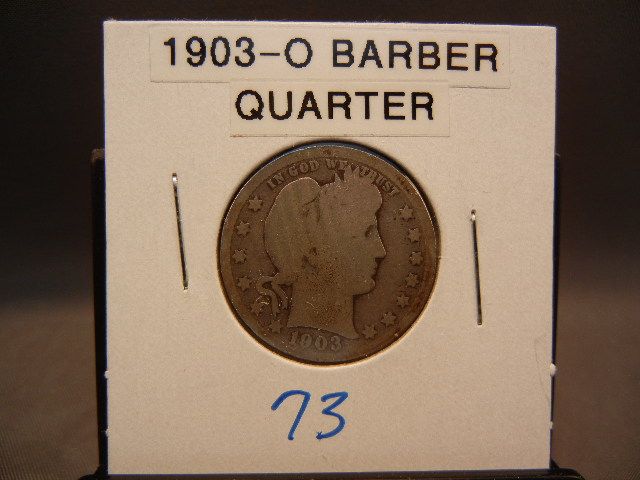 1903-O BARBER
QUARTER
IN GOD WE TRUST
1903
73